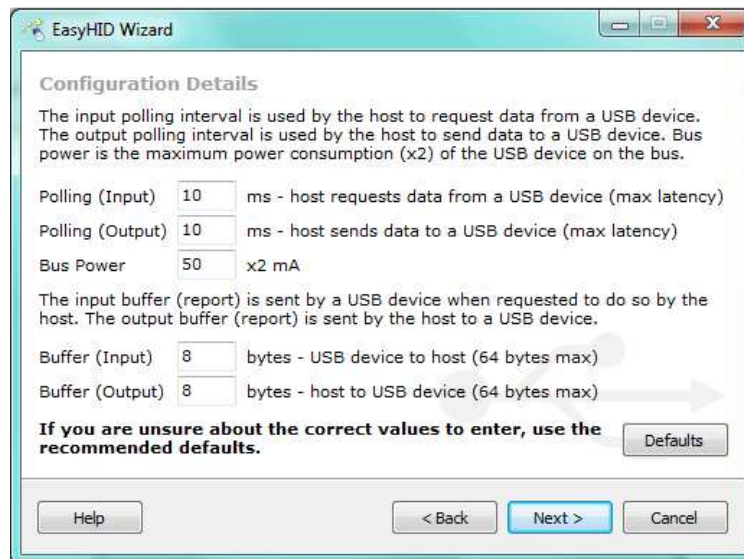 EasyHID Wizard
Configuration Details
The input polling interval is used by the host to request data from a USB device.
The output polling interval is used by the host to send data to a USB device. Bus
power is the maximum power consumption (x2) of the USB device on the bus.
Polling (Input) 10 ms - host requests data from a USB device (max latency)
Polling (Output) 10 ms - host sends data to a USB device (max latency)
Bus Power 50 x2 mA
The input buffer (report) is sent by a USB device when requested to do so by the
host. The output buffer (report) is sent by the host to a USB device.
Buffer (Input) 8 bytes - USB device to host (64 bytes max)
Buffer (Output) 8 bytes - host to USB device (64 bytes max)
If you are unsure about the correct values to enter, use the
recommended defaults.
Defaults
Help < Back Next > Cancel